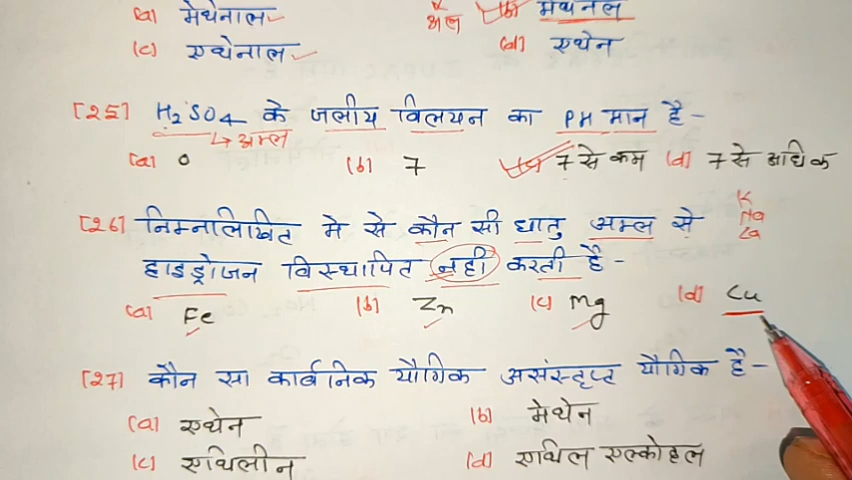 (a) मेथेनाल अल (b) मेथेनल
(c) एथेनाल (d) एथेन
[25] H2SO4 के जलीय विलयन का PH मान है -
→ अम्ल
(a) 0 (b) 7 (c) 7 से कम (d) 7 से अधिक
K
Na
Ca
[26] निम्नलिखित मे से कौन सी धातु अम्ल से
हाइड्रोजन विस्थापित नही करती है -
(a) Fe (b) Zn (c) Mg (d) Cu
[27] कौन सा कार्बनिक यौगिक असंस्तृप्त यौगिक है -
(a) एथेन (b) मेथेन
(c) एथिलीन (d) एथिल एल्कोहल